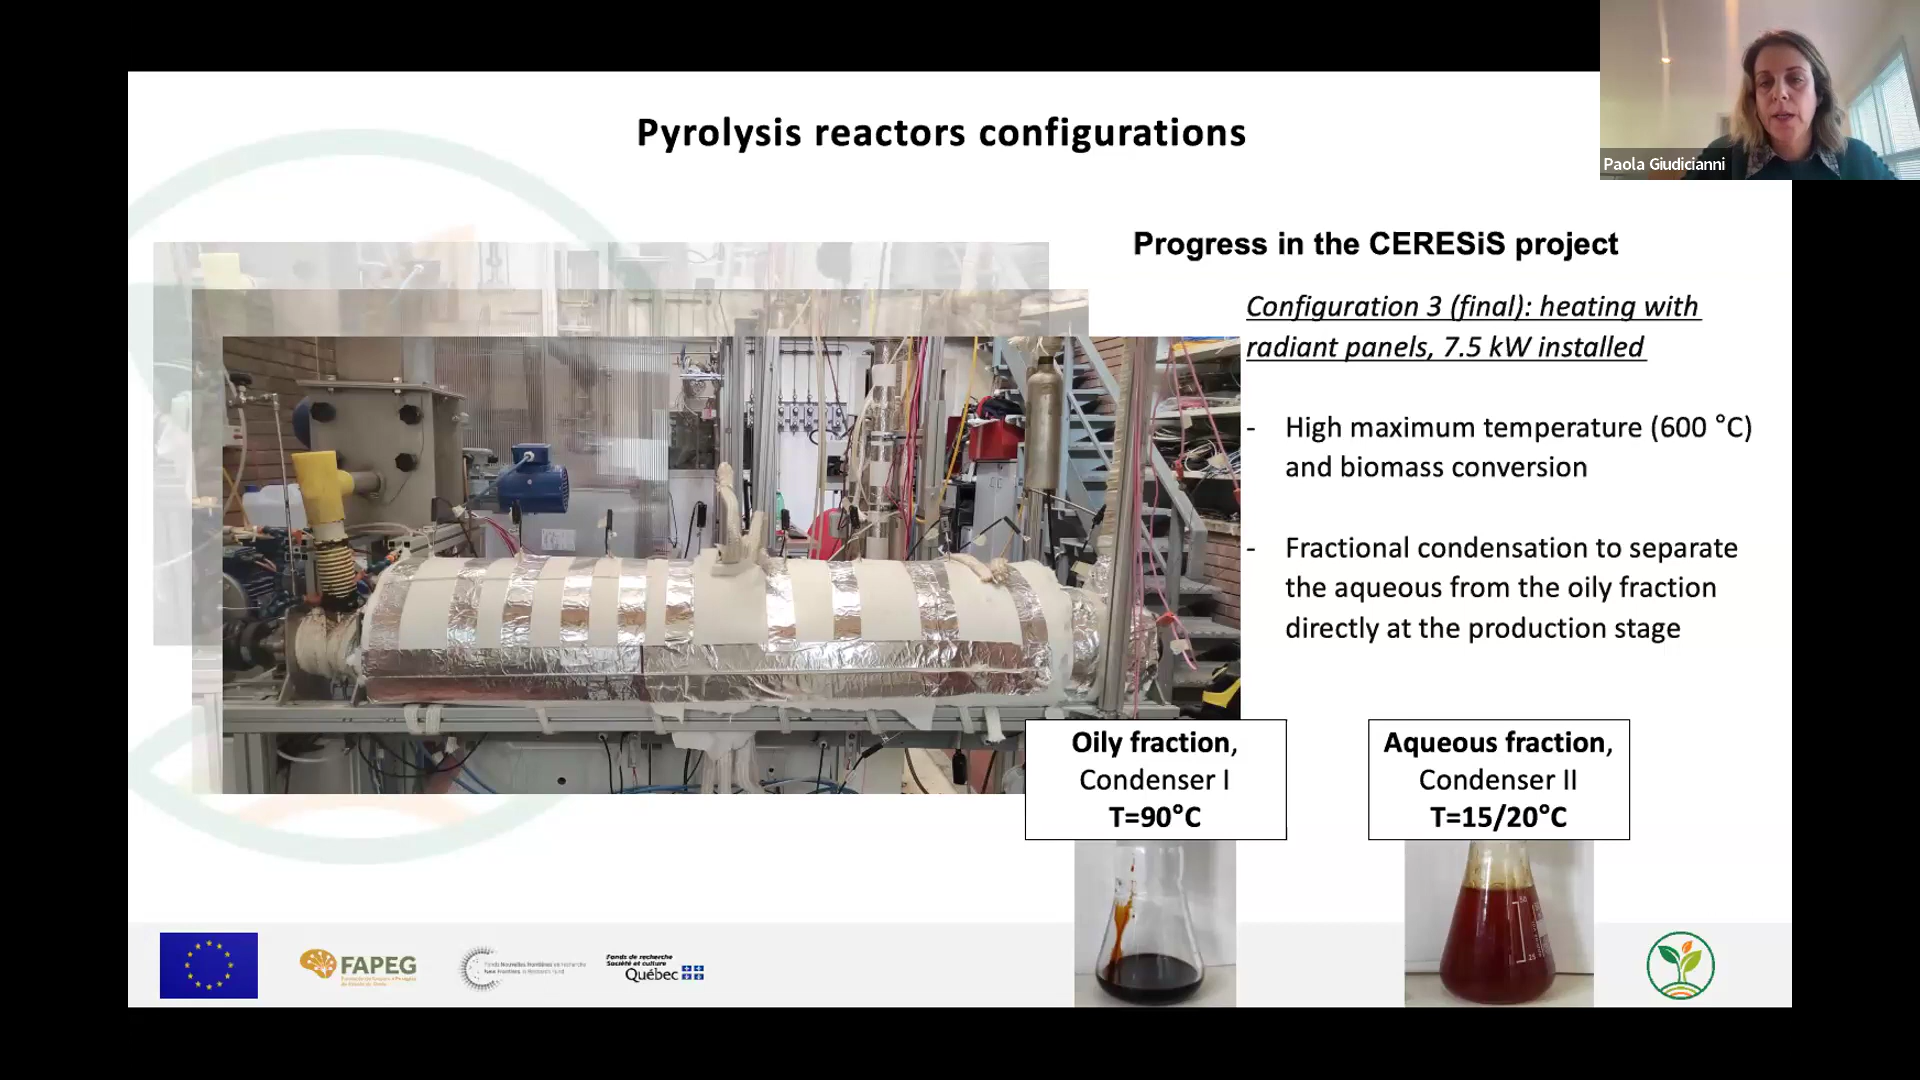 Paola Giudicianni
Pyrolysis reactors configurations
Progress in the CERESiS project
Configuration 3 (final): heating with
radiant panels, 7.5 kW installed
- High maximum temperature (600 °C)
and biomass conversion
- Fractional condensation to separate
the aqueous from the oily fraction
directly at the production stage
Oily fraction,
Condenser I
T=90°C
Aqueous fraction,
Condenser II
T=15/20°C
FAPEG
Fonds de recherche
Société et culture
Québec